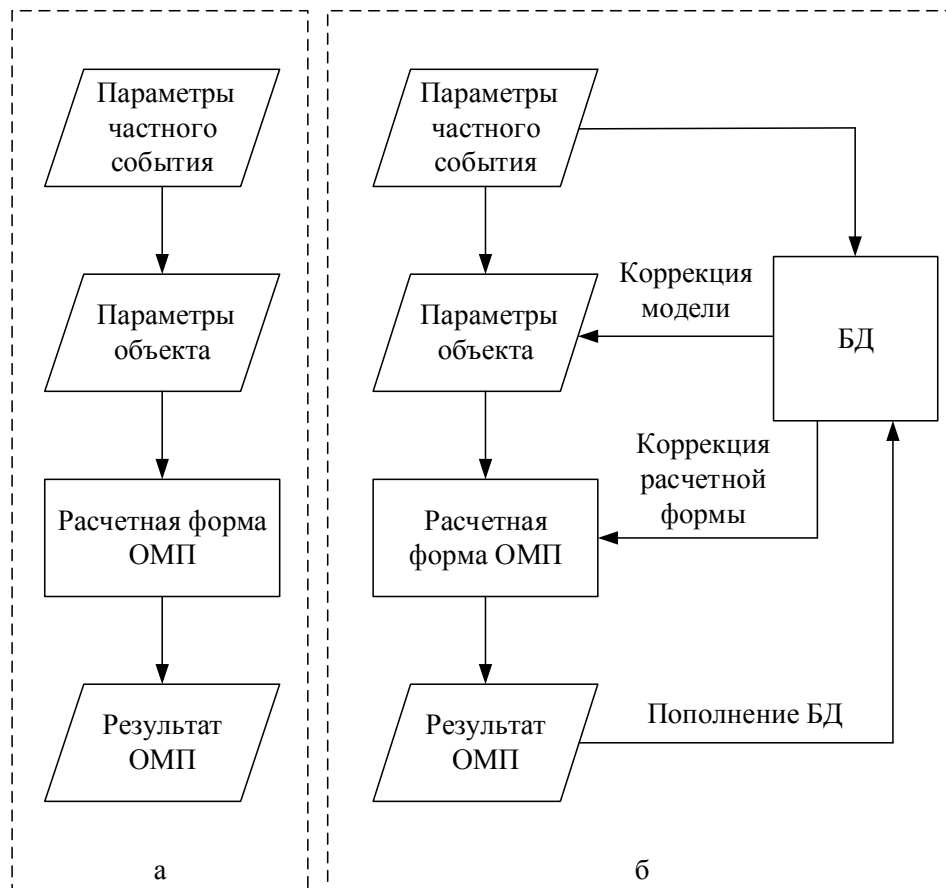 Параметры
частного
события
Параметры
объекта
Расчетная форма
ОМП
Результат
ОМП
а
Параметры
частного
события
Коррекция
модели
Параметры
объекта
БД
Коррекция
расчетной
формы
Расчетная
форма ОМП
Результат
ОМП
Пополнение БД
б